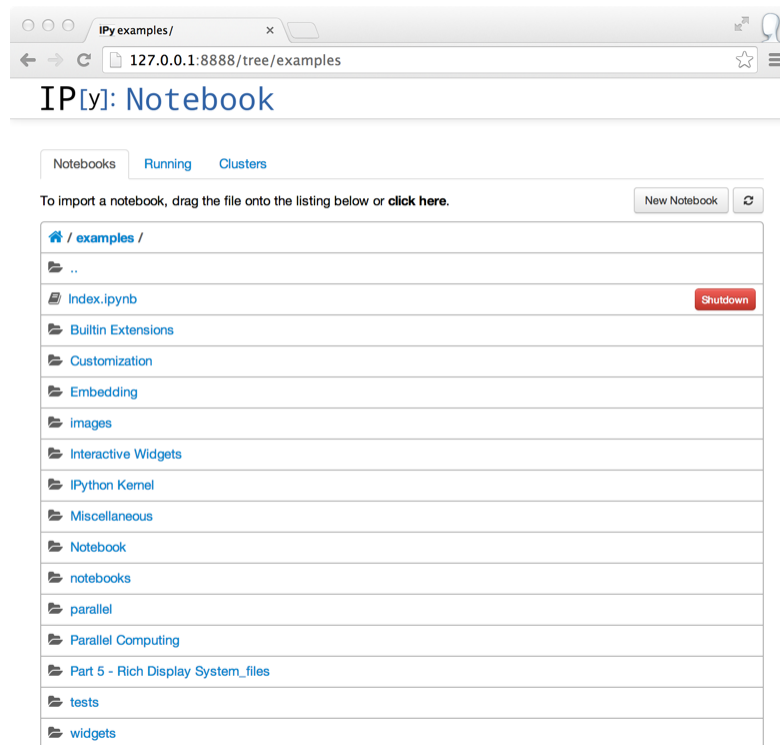 IPy examples/
127.0.0.1:8888/tree/examples
IP[y]: Notebook
Notebooks Running Clusters
To import a notebook, drag the file onto the listing below or click here. New Notebook
/ examples /
..
Index.ipynb Shutdown
Builtin Extensions
Customization
Embedding
images
Interactive Widgets
IPython Kernel
Miscellaneous
Notebook
notebooks
parallel
Parallel Computing
Part 5 - Rich Display System_files
tests
widgets